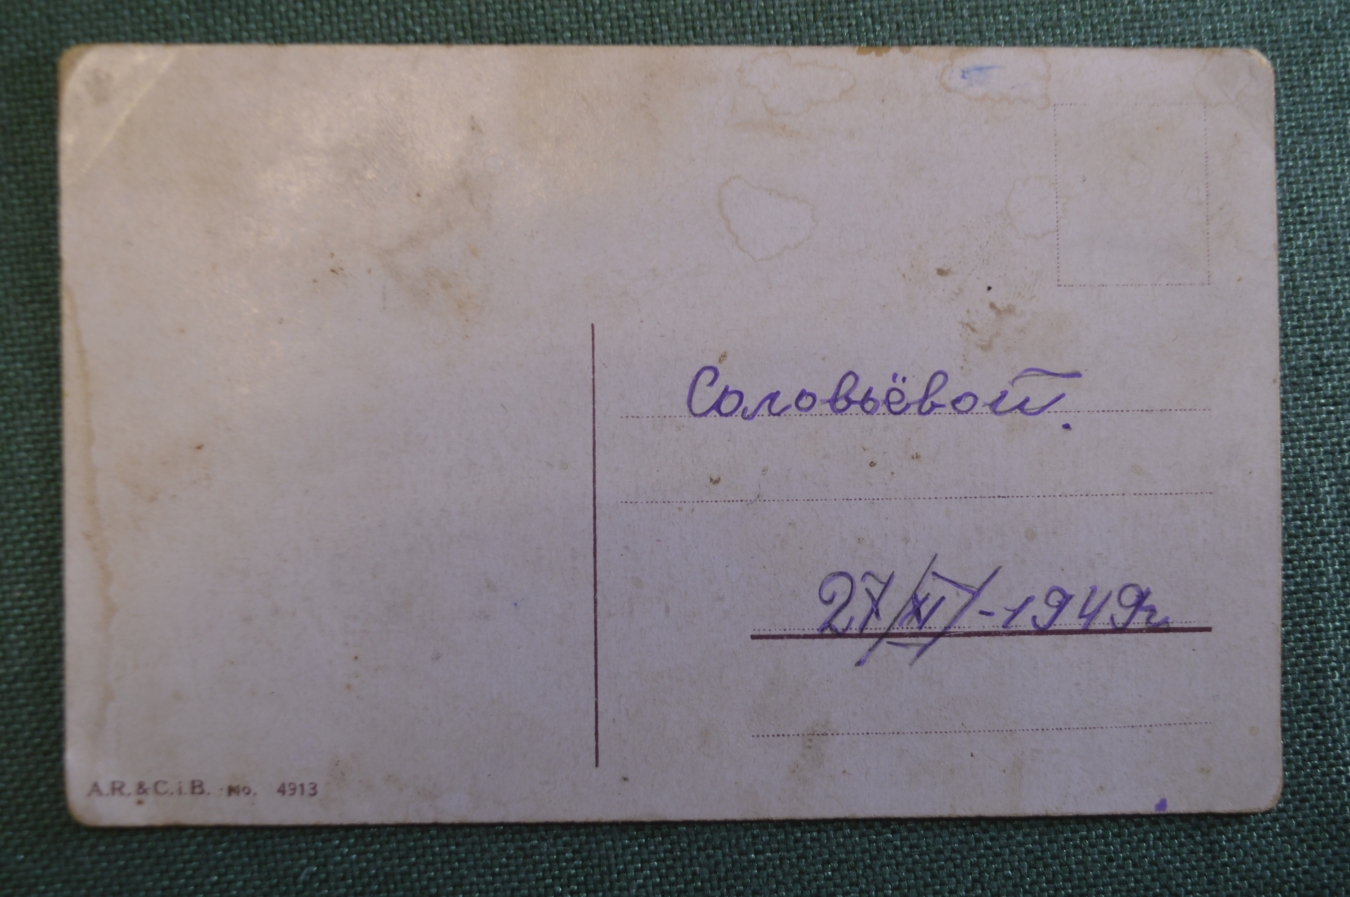 Соловьёвой.
27/XI/-1949г
A.R. & C.i.B. No. 4913